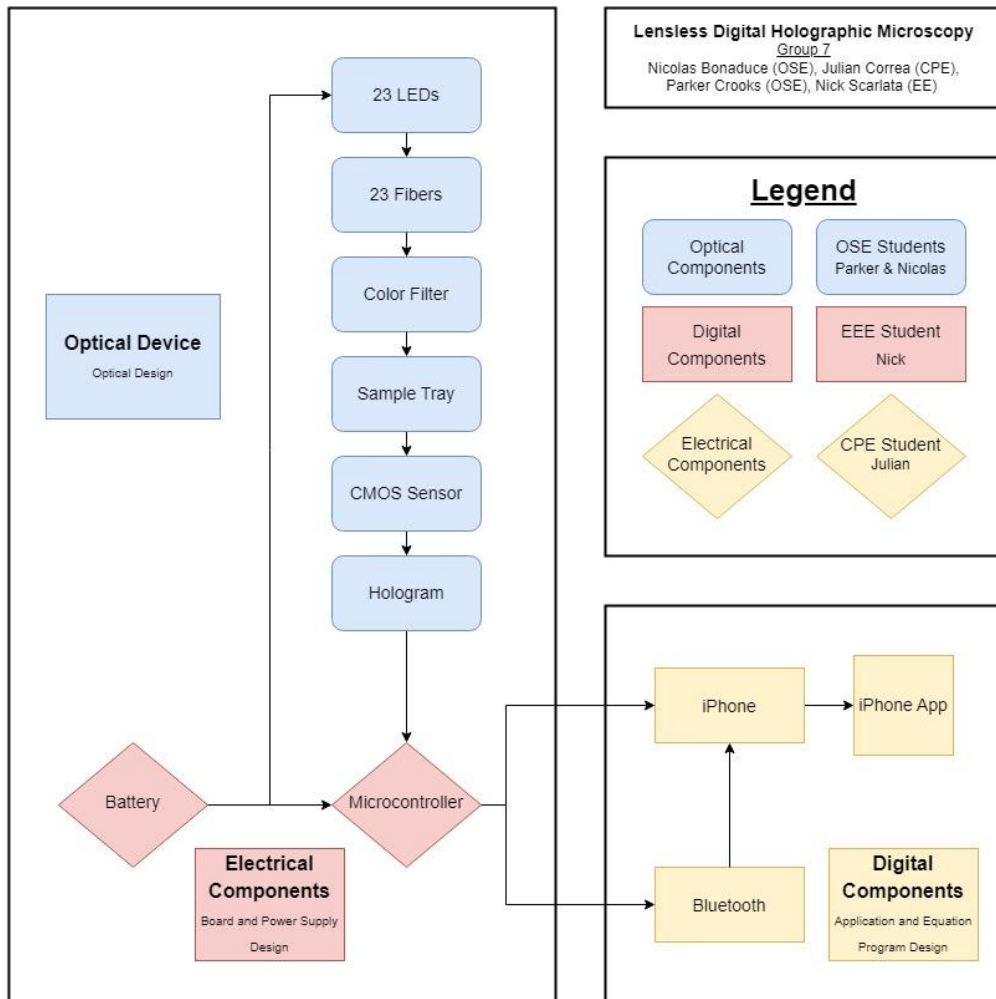 Lensless Digital Holographic Microscopy
Group 7
Nicolas Bonaduce (OSE), Julian Correa (CPE),
Parker Crooks (OSE), Nick Scarlata (EE)
23 LEDs
23 Fibers
Color Filter
Sample Tray
CMOS Sensor
Hologram
Optical Device
Optical Design
Battery
Microcontroller
Electrical
Components
Board and Power Supply
Design
Legend
Optical
Components
OSE Students
Parker & Nicolas
Digital
Components
EEE Student
Nick
Electrical
Components
CPE Student
Julian
iPhone
iPhone App
Bluetooth
Digital
Components
Application and Equation
Program Design